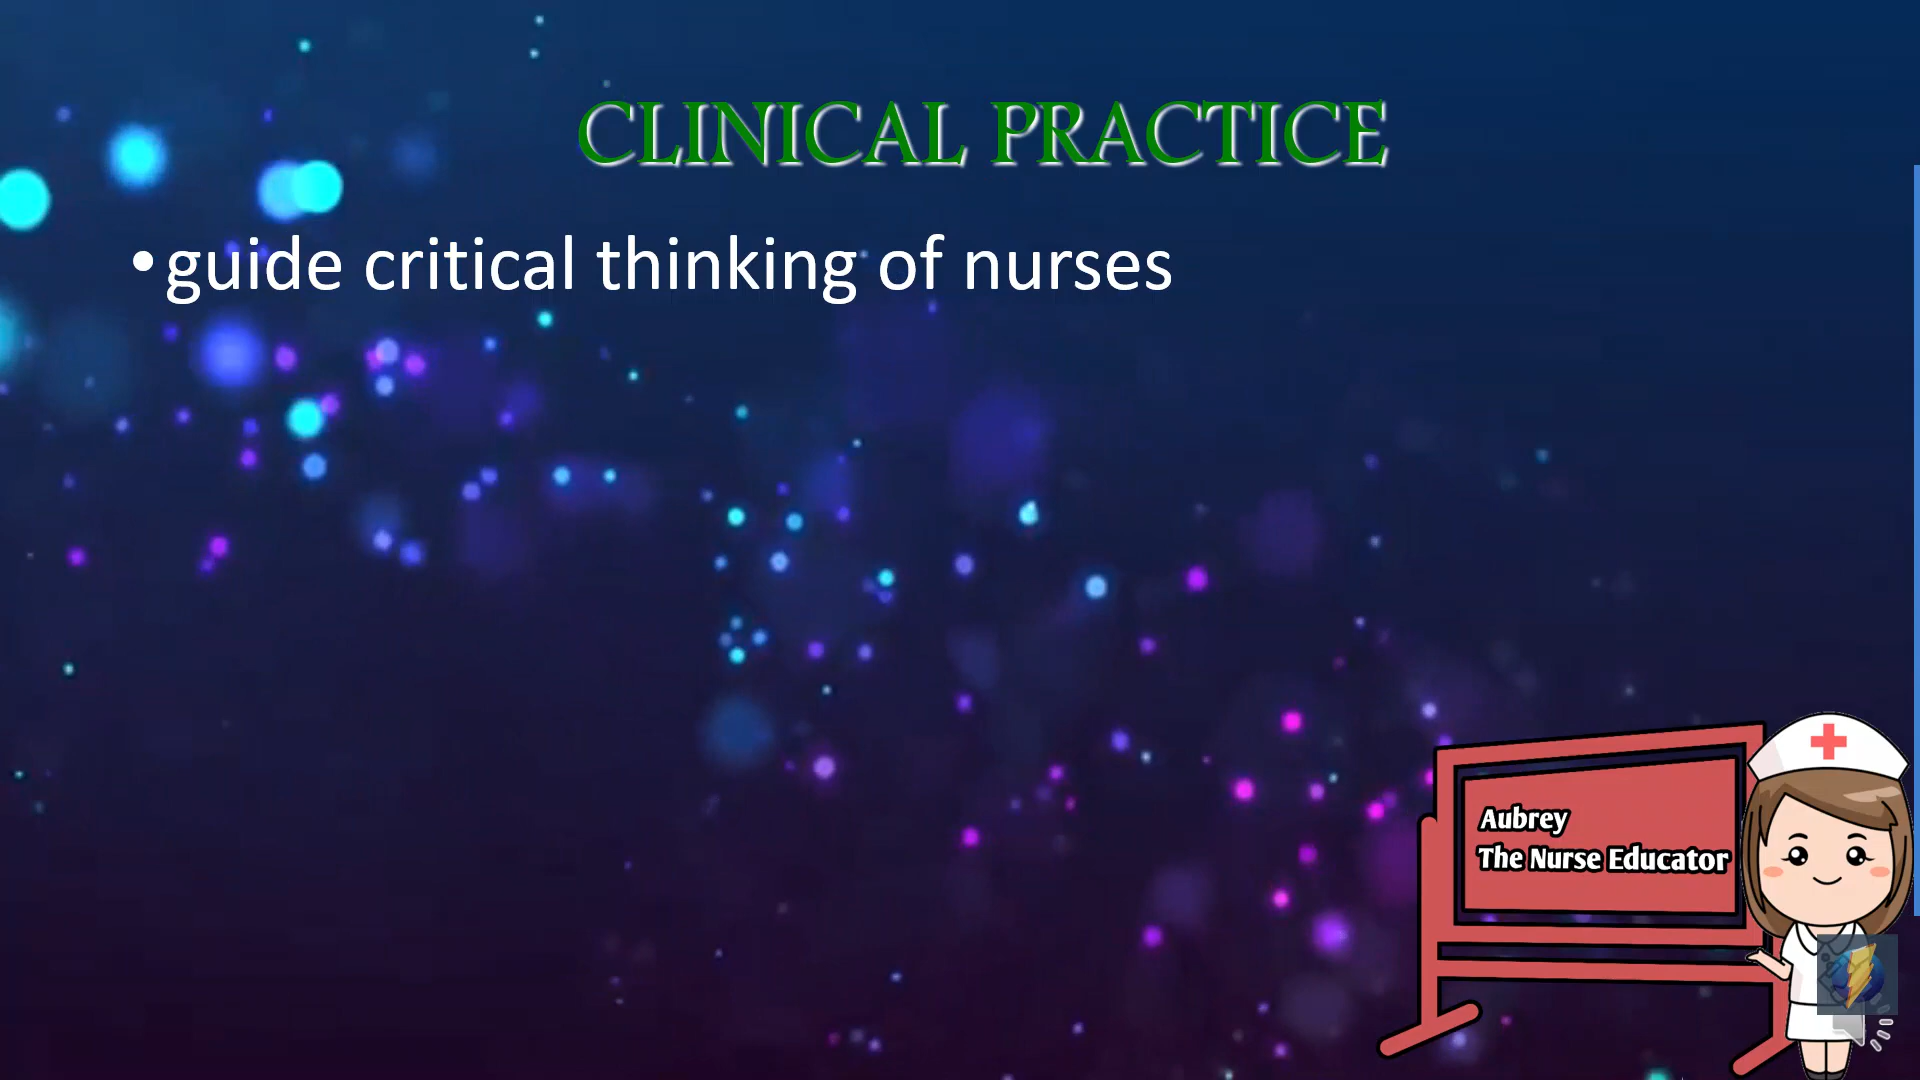 CLINICAL PRACTICE
•guide critical thinking of nurses
Aubrey
The Nurse Educator